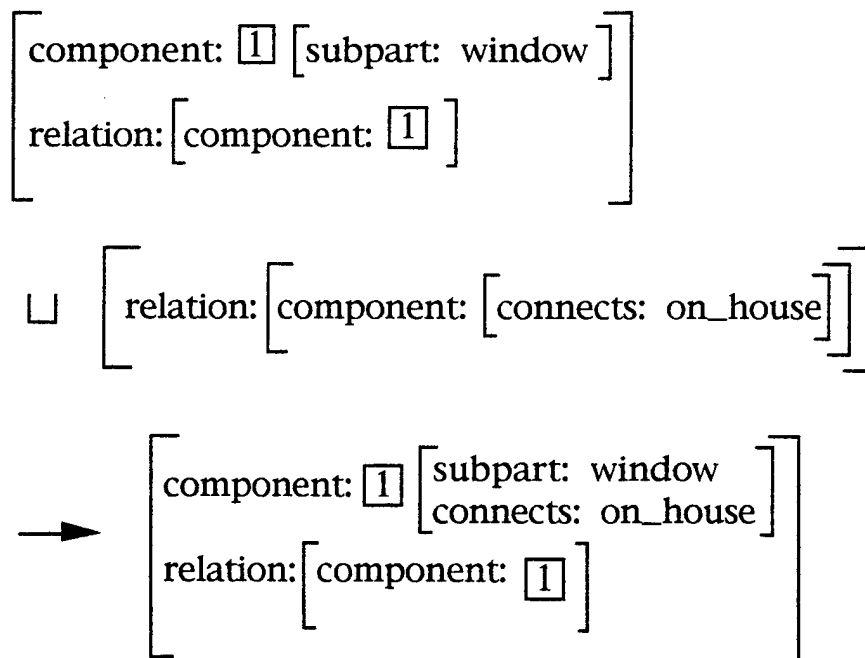 component: 1 [subpart: window]
relation: [component: 1]
⊔ [relation: [component: [connects: on_house]]]
→ component: 1 [subpart: window
connects: on_house]
relation: [component: 1]